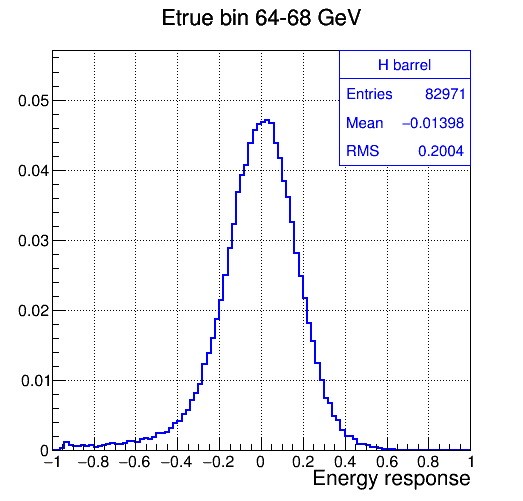 Etrue bin 64-68 GeV
H barrel
Entries 82971
Mean −0.01398
RMS 0.2004
0.05
0.04
0.03
0.02
0.01
0
−1 −0.8 −0.6 −0.4 −0.2 0 0.2 0.4 0.6 0.8 1
Energy response